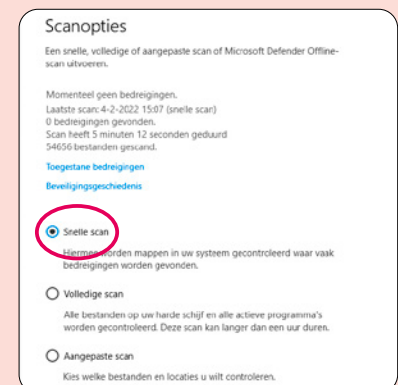 Scanopties
Een snelle, volledige of aangepaste scan of Microsoft Defender Offline-
scan uitvoeren.
Momenteel geen bedreigingen.
Laatste scan: 4-2-2022 15:07 (snelle scan)
0 bedreigingen gevonden.
Scan heeft 5 minuten 12 seconden geduurd
54656 bestanden gescand.
Toegestane bedreigingen
Beveiligingsgeschiedenis
Snelle scan
Hiermee worden mappen in uw systeem gecontroleerd waar vaak
bedreigingen worden gevonden.
Volledige scan
Alle bestanden op uw harde schijf en alle actieve programma's
worden gecontroleerd. Deze scan kan langer dan een uur duren.
Aangepaste scan
Kies welke bestanden en locaties u wilt controleren.